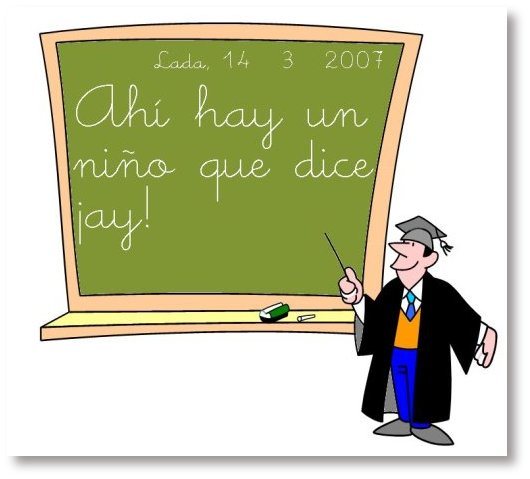 Lada, 14 3 2007
Ahí hay un
niño que dice
¡ay!